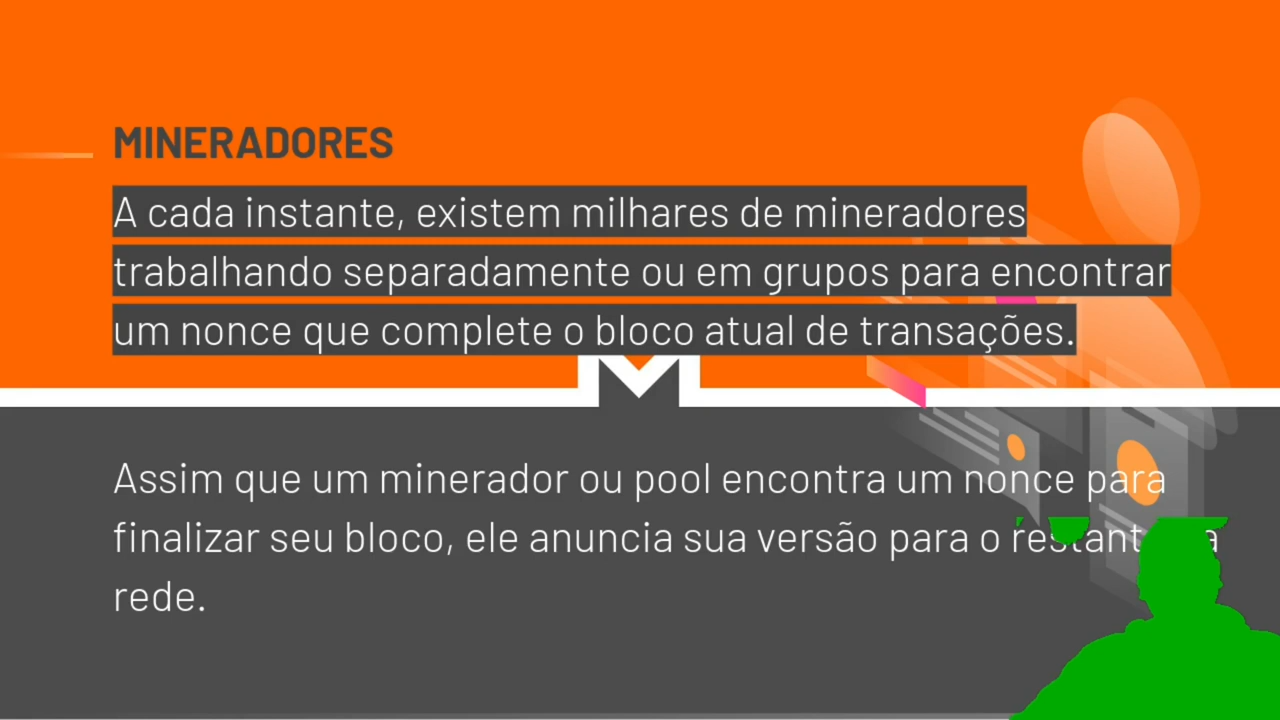 MINERADORES
A cada instante, existem milhares de mineradores
trabalhando separadamente ou em grupos para encontrar
um nonce que complete o bloco atual de transações.
Assim que um minerador ou pool encontra um nonce para
finalizar seu bloco, ele anuncia sua versão para o
rede.